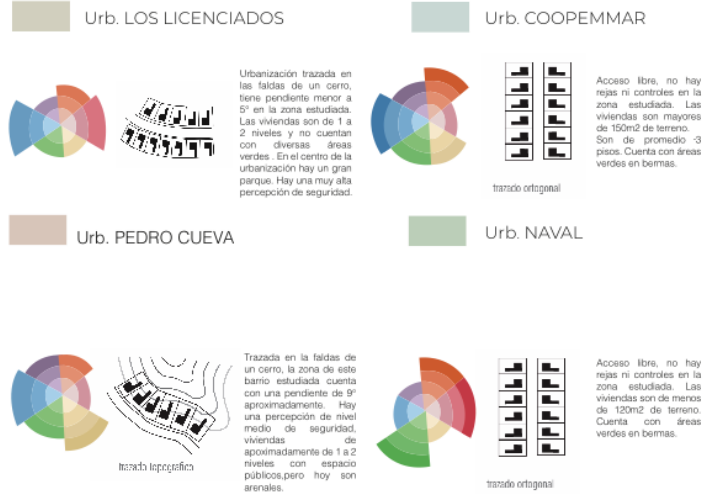 Urb. LOS LICENCIADOS
Urbanización trazada en
las faldas de un cerro,
tiene pendiente menor a
5° en la zona estudiada.
Las viviendas son de 1 a
2 niveles y no cuentan
con diversas áreas
verdes . En el centro de la
urbanización hay un gran
parque. Hay una muy alta
percepción de seguridad.
Urb. COOPEMMAR
trazado ortogonal
Acceso libre, no hay
rejas ni controles en la
zona estudiada. Las
viviendas son mayores
de 150m2 de terreno.
Son de promedio -3
pisos. Cuenta con áreas
verdes en bermas.
Urb. PEDRO CUEVA
trazado topográfico
Trazada en la faldas de
un cerro, la zona de este
barrio estudiada cuenta
con una pendiente de 9°
aproximadamente. Hay
una percepción de nivel
medio de seguridad,
viviendas de
apoximadamente de 1 a 2
niveles con espacio
públicos,pero hoy son
arenales.
Urb. NAVAL
trazado ortogonal
Acceso libre, no hay
rejas ni controles en la
zona estudiada. Las
viviendas son de menos
de 120m2 de terreno.
Cuenta con áreas
verdes en bermas.